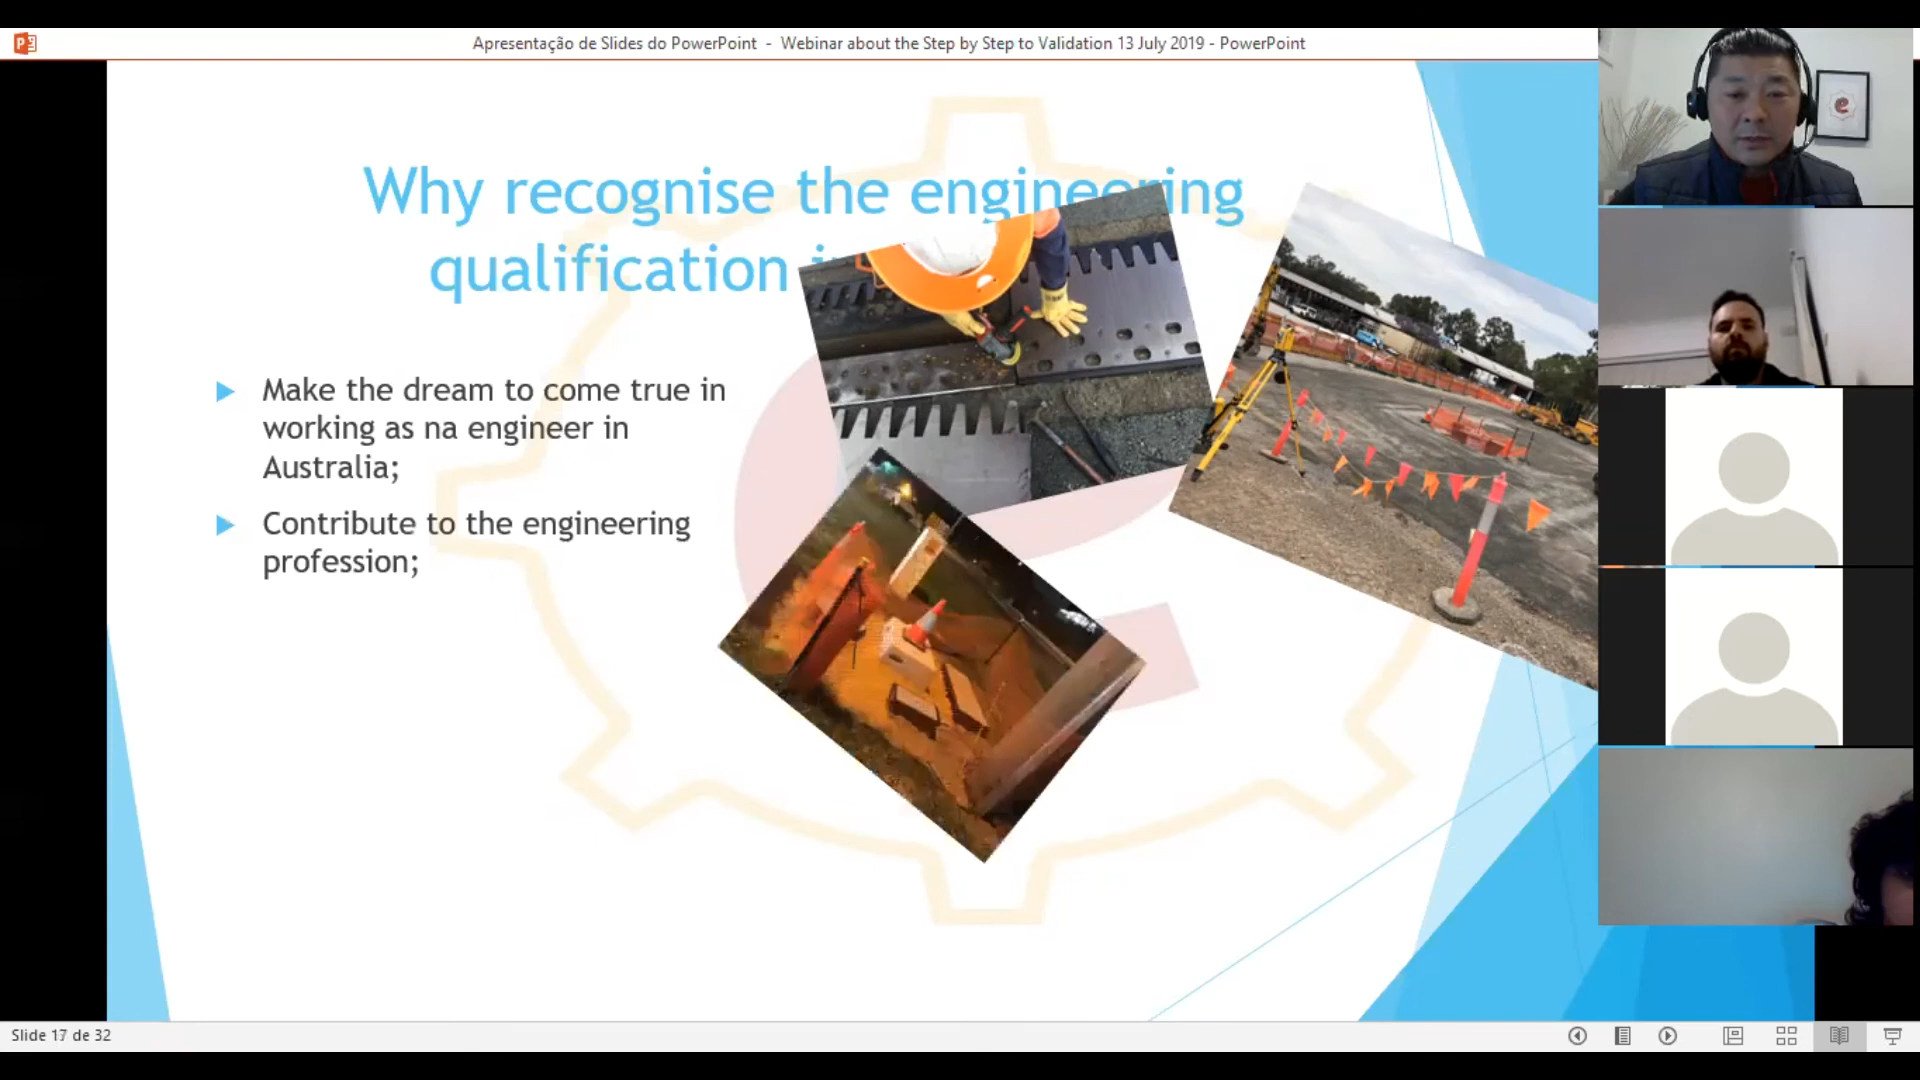 Apresentação de Slides do PowerPoint - Webinar about the Step by Step to Validation 13 July 2019 - PowerPoint
Why recognise the engineering
qualification
Make the dream to come true in
working as na engineer in
Australia;
Contribute to the engineering
profession;
Slide 17 de 32